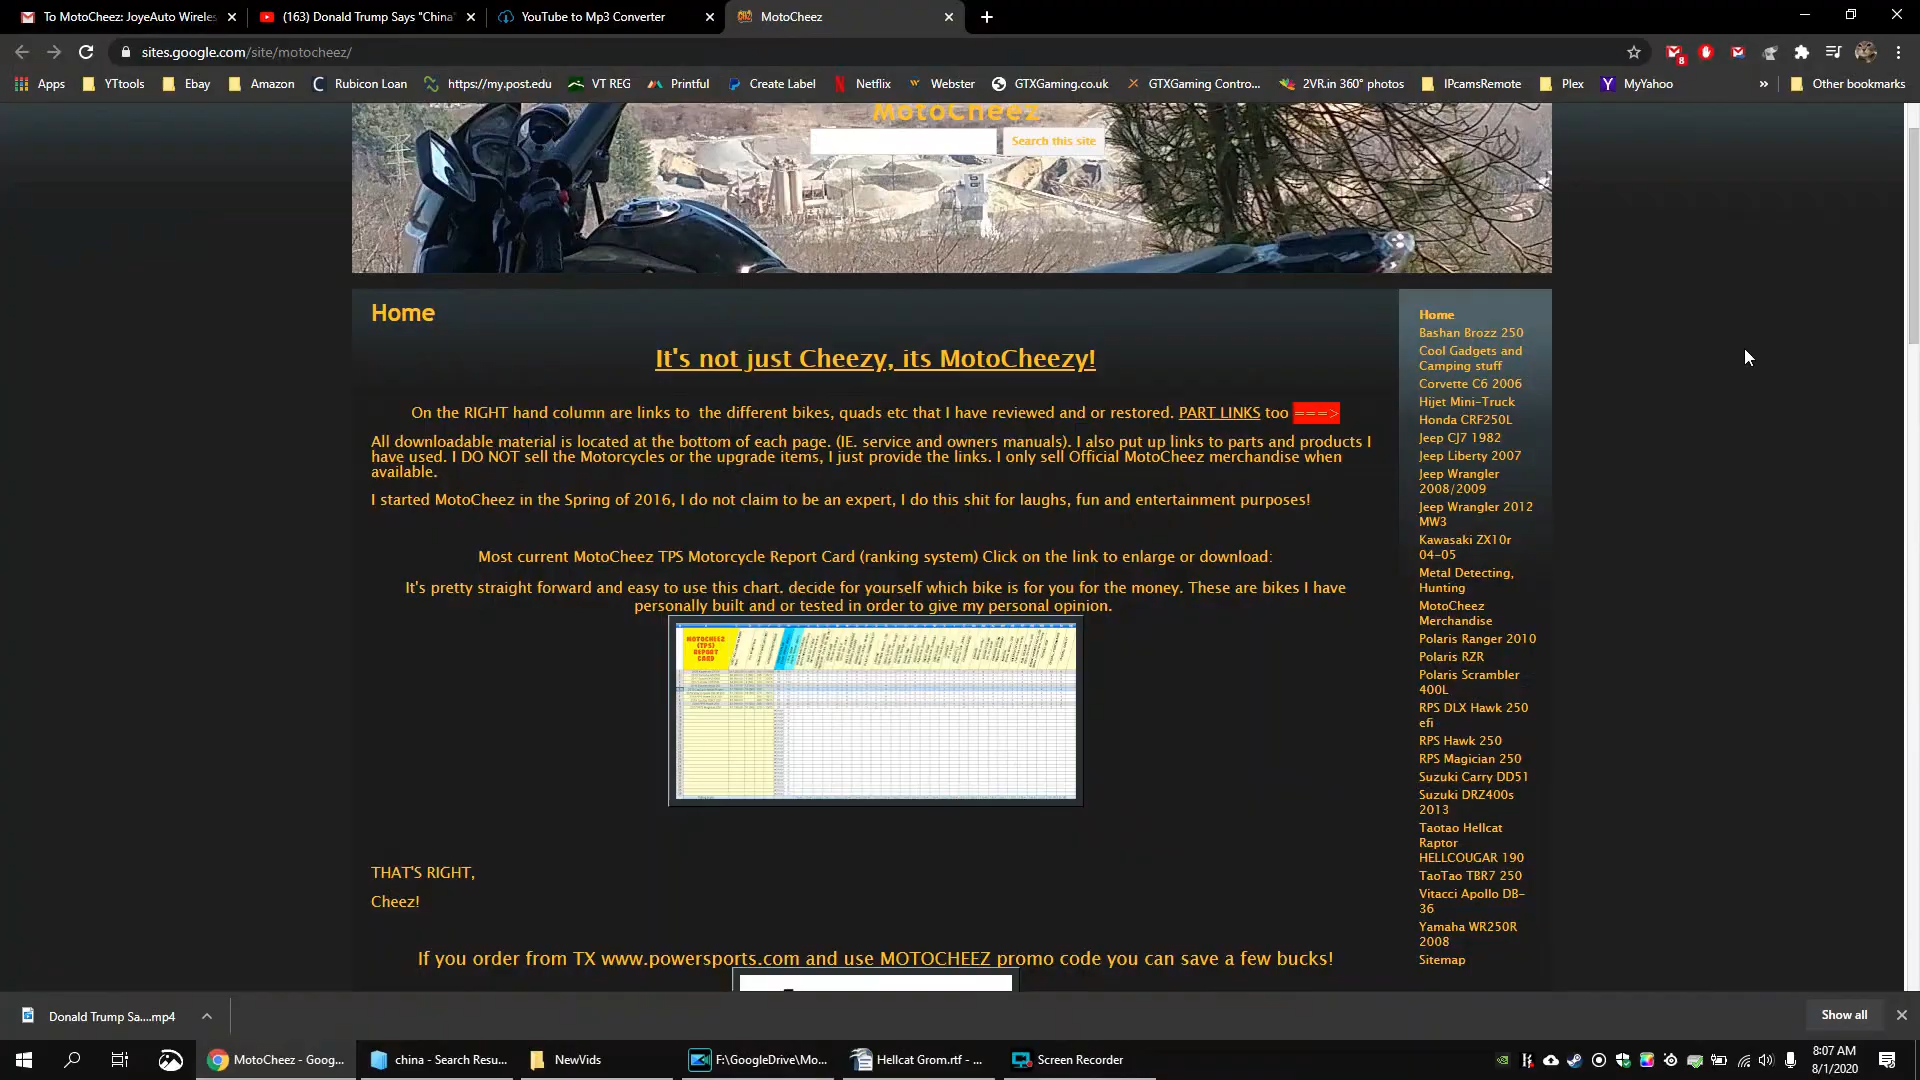 To MotoCheez: JoyeAuto Wireles
(163) Donald Trump Says "China"
YouTube to Mp3 Converter
MotoCheez
sites.google.com/site/motocheez/
8
Apps
YTtools
Ebay
Amazon
Rubicon Loan
https://my.post.edu
VT REG
Printful
Create Label
Netflix
Webster
GTXGaming.co.uk
GTXGaming Contro...
2VR.in 360° photos
IPcamsRemote
Plex
MyYahoo
»
Other bookmarks
MotoCheez
Search this site
Home
It's not just Cheezy, its MotoCheezy!
On the RIGHT hand column are links to the different bikes, quads etc that I have reviewed and or restored. PART LINKS too ===>
All downloadable material is located at the bottom of each page. (IE. service and owners manuals). I also put up links to parts and products I
have used. I DO NOT sell the Motorcycles or the upgrade items, I just provide the links. I only sell Official MotoCheez merchandise when
available.
I started MotoCheez in the Spring of 2016, I do not claim to be an expert, I do this shit for laughs, fun and entertainment purposes!
Most current MotoCheez TPS Motorcycle Report Card (ranking system) Click on the link to enlarge or download:
It's pretty straight forward and easy to use this chart. decide for yourself which bike is for you for the money. These are bikes I have
personally built and or tested in order to give my personal opinion.
MOTOCHEEZ
(TPS)
REPORT
CARD
THAT'S RIGHT,
Cheez!
If you order from TX www.powersports.com and use MOTOCHEEZ promo code you can save a few bucks!
Home
Bashan Brozz 250
Cool Gadgets and
Camping stuff
Corvette C6 2006
Hijet Mini-Truck
Honda CRF250L
Jeep CJ7 1982
Jeep Liberty 2007
Jeep Wrangler
2008/2009
Jeep Wrangler 2012
MW3
Kawasaki ZX10r
04-05
Metal Detecting,
Hunting
MotoCheez
Merchandise
Polaris Ranger 2010
Polaris RZR
Polaris Scrambler
400L
RPS DLX Hawk 250
efi
RPS Hawk 250
RPS Magician 250
Suzuki Carry DD51
Suzuki DRZ400s
2013
Taotao Hellcat
Raptor
HELLCOUGAR 190
TaoTao TBR7 250
Vitacci Apollo DB-
36
Yamaha WR250R
2008
Sitemap
Donald Trump Sa....mp4
Show all
MotoCheez - Goog...
china - Search Resu...
NewVids
F:\GoogleDrive\Mo...
Hellcat Grom.rtf - ...
Screen Recorder
8:07 AM
8/1/2020